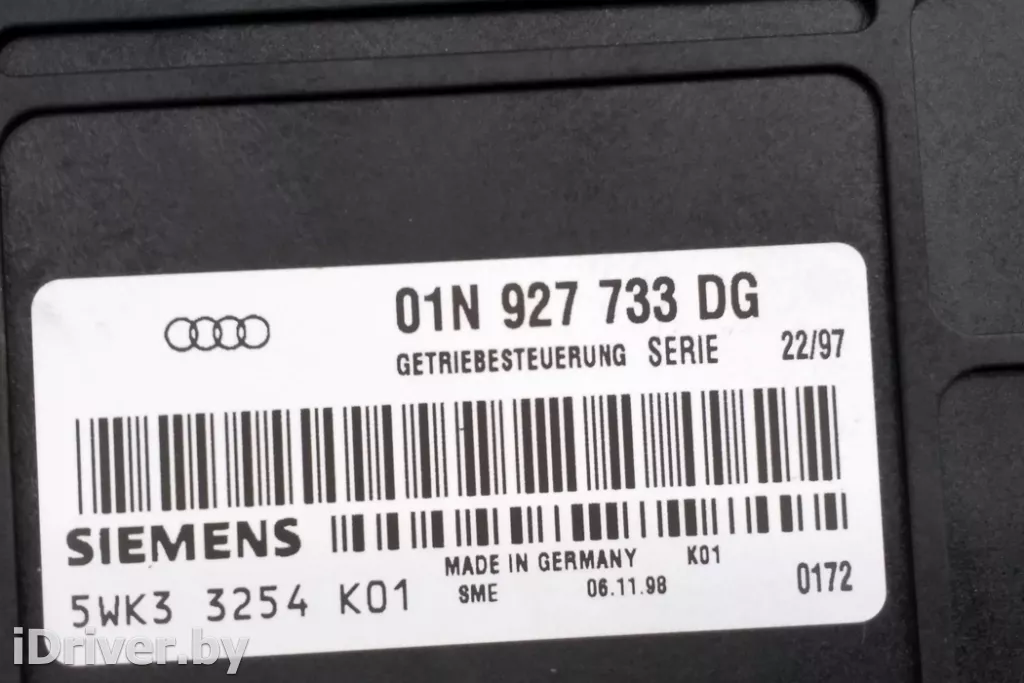 01N 927 733 DG
GETRIEBESTEUERUNG SERIE 22/97
SIEMENS
MADE IN GERMANY K01
5WK3 3254 K01 SME 06.11.98 0172
iDriver.by